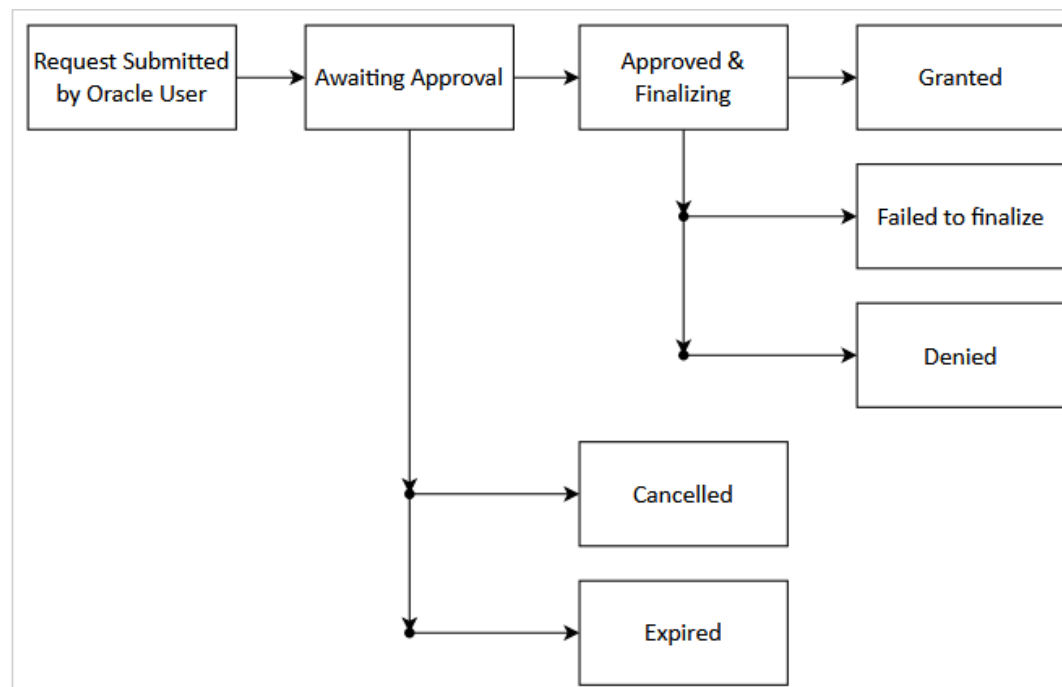 Request Submitted
by Oracle User
Awaiting Approval
Approved &
Finalizing
Granted
Failed to finalize
Denied
Cancelled
Expired